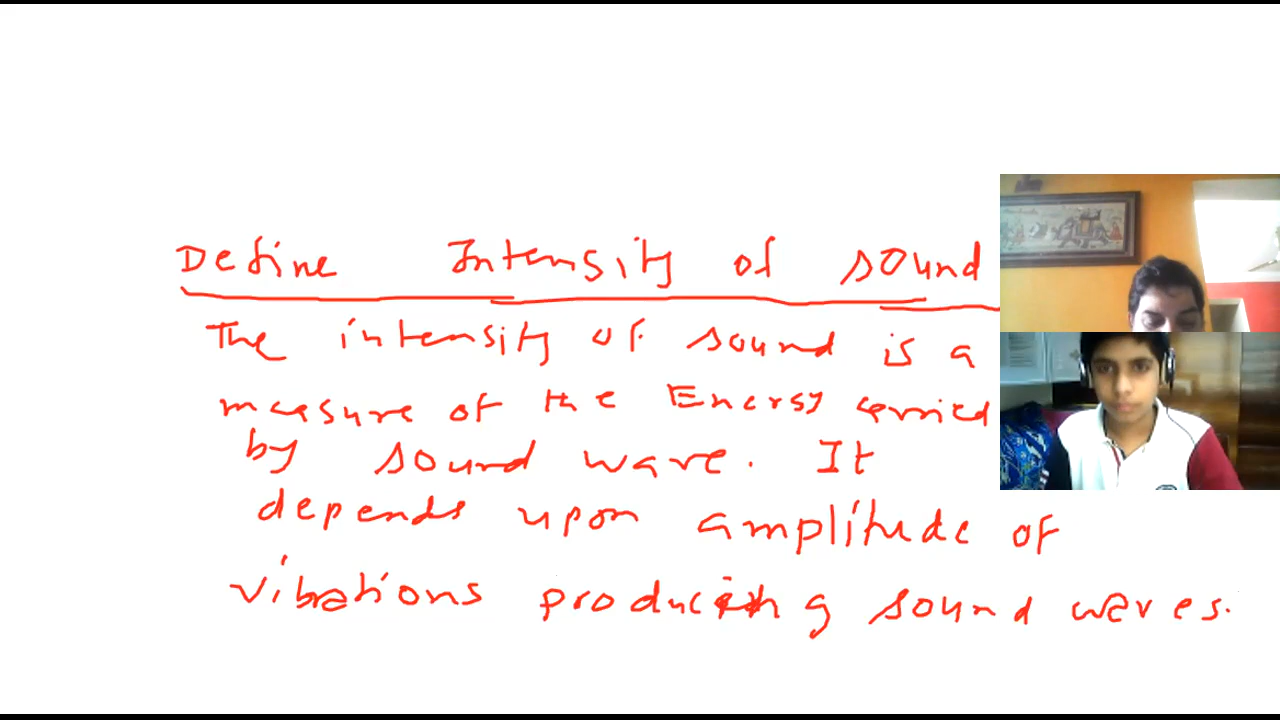 Define Intensity of sound
The intensity of sound is a
measure of the Energy carried
by sound wave. It
depends upon amplitude of
vibrations producing sound waves.